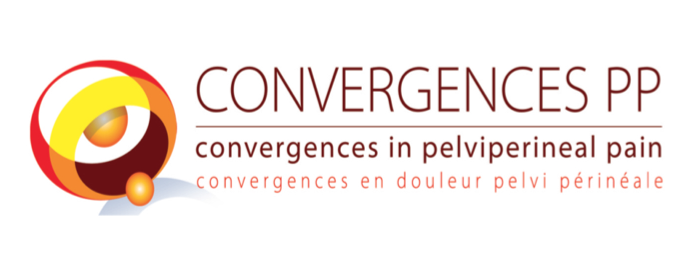 CONVERGENCES PP
convergences in pelviperineal pain
convergences en douleur pelvi périnéale